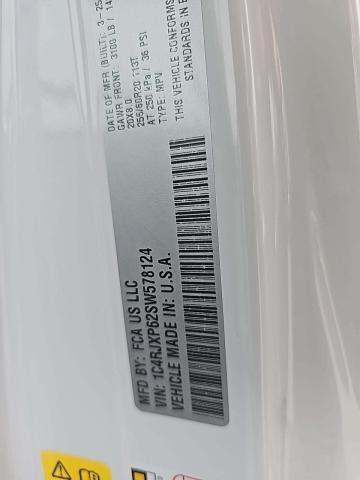 MFD BY: FCA US LLC
VIN: 1C4RJXP62SW578124
VEHICLE MADE IN: U.S.A.
DATE OF MFR (BUILT): 3-25
GAWR FRONT: 3100 LB / 14
20X8.0
255/60R20 113T
AT 250 kPa / 36 PSI
TYPE: MPV
THIS VEHICLE CONFORMS
STANDARDS IN